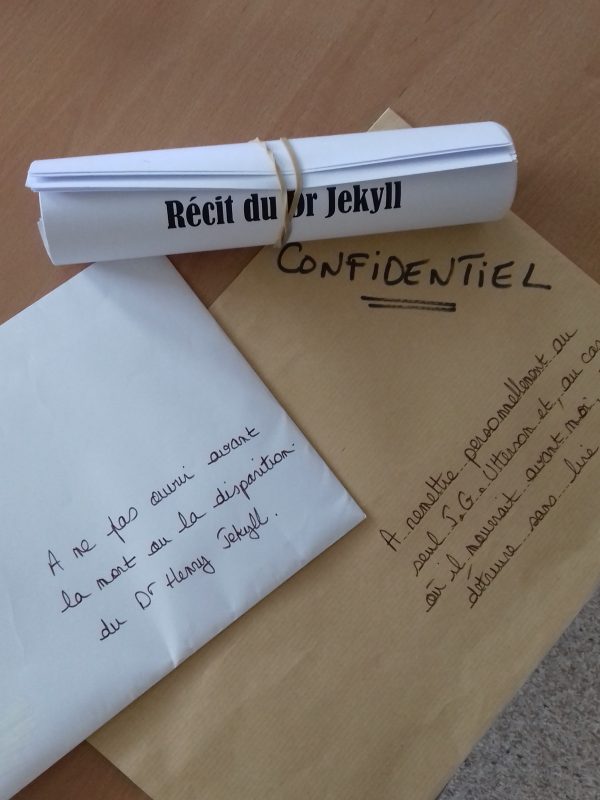 Récit du Dr Jekyll
CONFIDENTIEL
A remettre personnellement au
seul J.G. Utterson et, au cas
où il mourrait avant moi,
détruire sans lire
A ne pas ouvrir avant
la mort ou la disparition
du Dr Henry Jekyll.